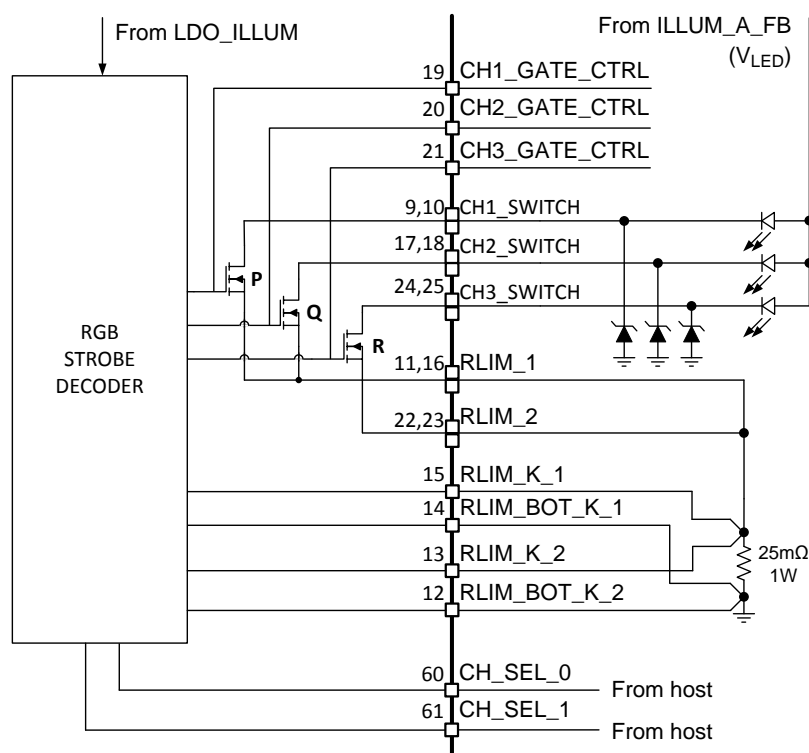 From LDO_ILLUM
From ILLUM_A_FB
(VLED)
19 CH1_GATE_CTRL
20 CH2_GATE_CTRL
21 CH3_GATE_CTRL
9,10 CH1_SWITCH
17,18 CH2_SWITCH
24,25 CH3_SWITCH
P
Q
R
RGB
STROBE
DECODER
11,16 RLIM_1
22,23 RLIM_2
15 RLIM_K_1
14 RLIM_BOT_K_1
13 RLIM_K_2
12 RLIM_BOT_K_2
25mΩ
1W
60 CH_SEL_0
From host
61 CH_SEL_1
From host